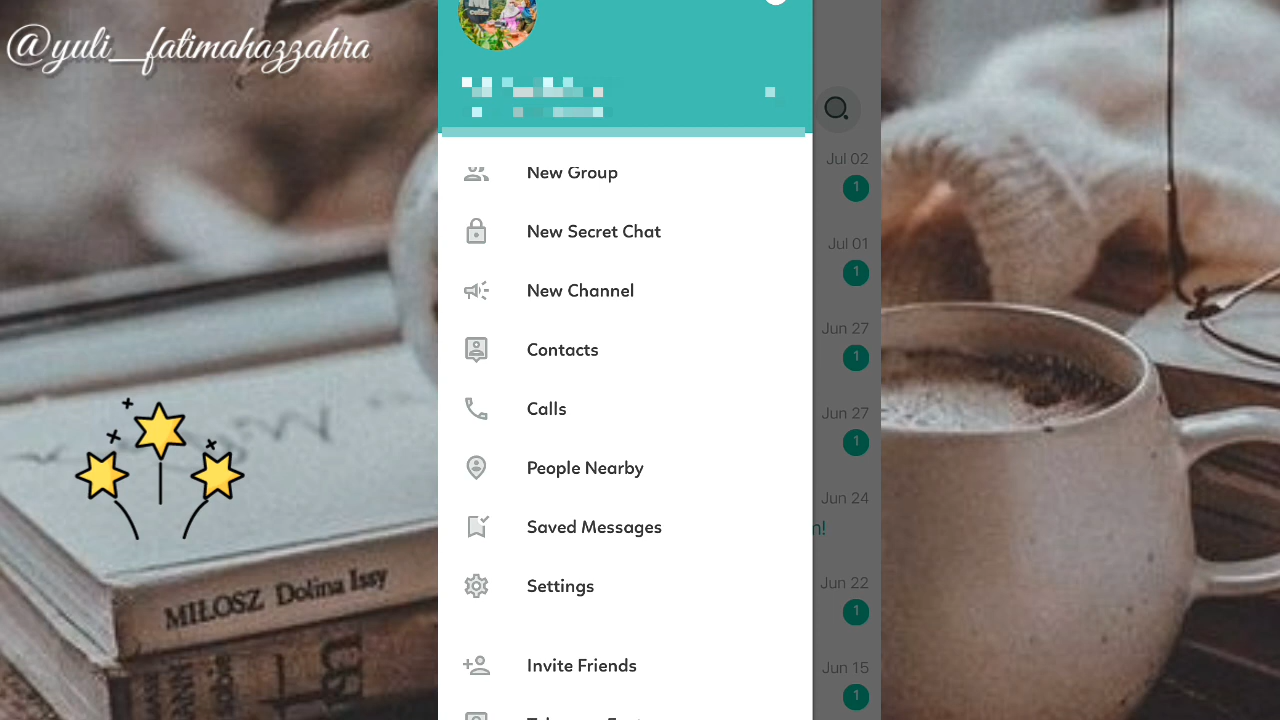 @yuli_fatimahazzahra
New Group
New Secret Chat
New Channel
Contacts
Calls
People Nearby
Saved Messages
Settings
Invite Friends
Jul 02
1
Jul 01
1
Jun 27
1
Jun 27
1
Jun 24
m!
Jun 22
1
Jun 15
1
MIŁOSZ Dolina Issy